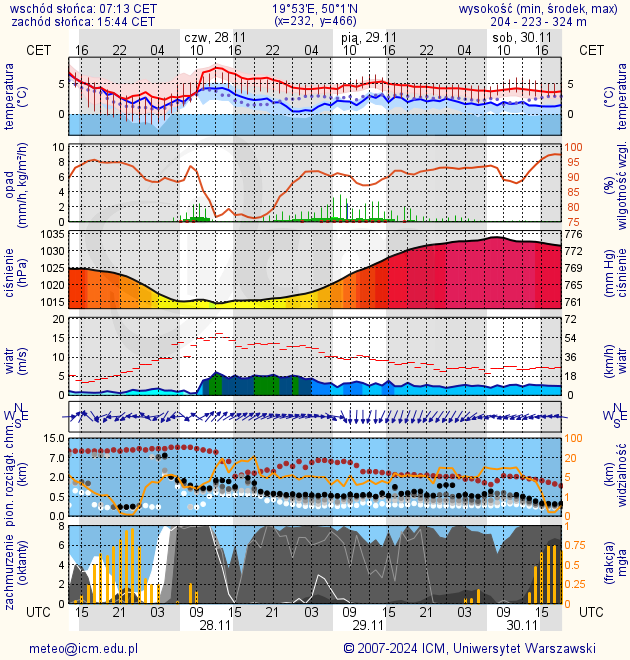 wschód słońca: 07:13 CET 19°53'E, 50°1'N wysokość (min, środek, max)
zachód słońca: 15:44 CET (x=232, y=466) 204 - 223 - 324 m
czw, 28.11 pią, 29.11 sob, 30.11
CET 16 22 04 10 16 22 04 10 16 22 04 10 16 CET
temperatura (°C) 5 0 5 0 temperatura (°C)
opad (mm/h, kg/m²/h) 10 8 6 4 2 0 100 95 90 85 80 75 (%) wilgotność wzgl.
ciśnienie (hPa) 1035 1030 1025 1020 1015 776 772 769 765 761 (mm Hg) ciśnienie
wiatr (m/s) 20 15 10 5 0 72 54 36 18 0 (km/h) wiatr
N W E S N W E S
pion. rozciągł. chm. (km) 15.0 7.0 2.0 0.5 0.0 100 20 5 1 0 (km) widzialność
zachmurzenie (oktanty) 8 6 4 2 0 1 0.75 0.5 0.25 0 (frakcja) mgła
UTC 15 21 03 09 15 21 03 09 15 21 03 09 15 UTC
28.11 29.11 30.11
meteo@icm.edu.pl © 2007-2024 ICM, Uniwersytet Warszawski